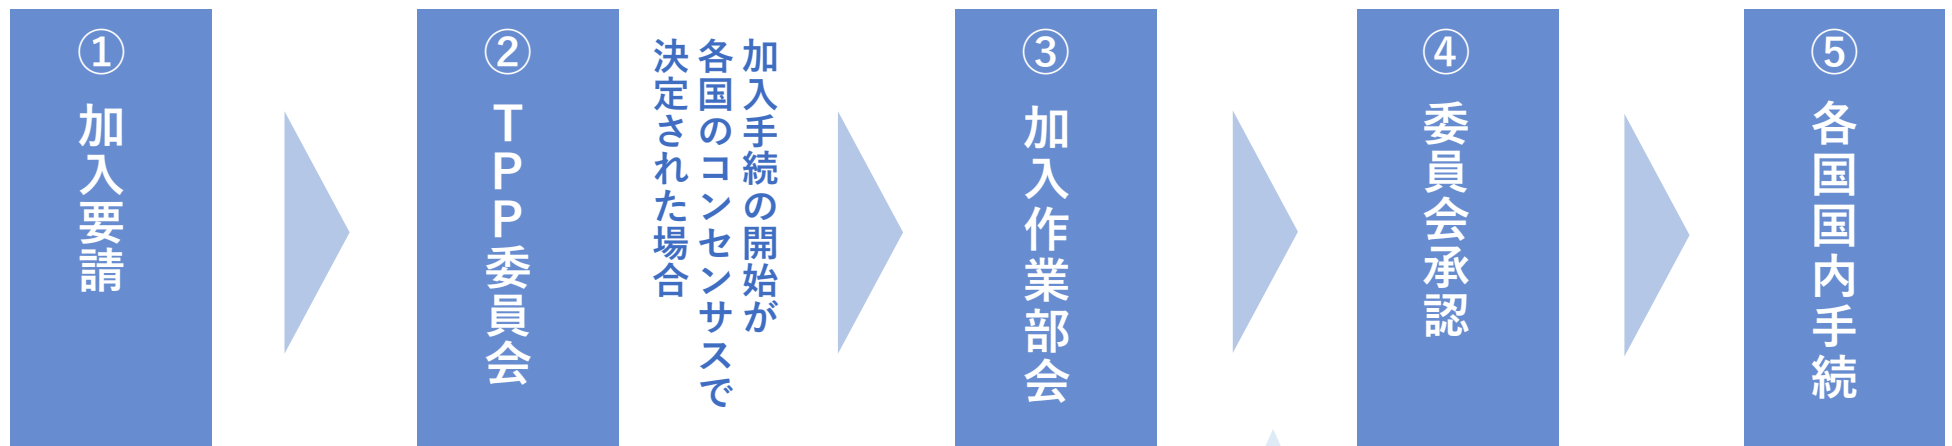 ①加入要請
②TPP委員会
加入手続の開始が
各国のコンセンサスで
決定された場合
③加入作業部会
④委員会承認
⑤各国国内手続